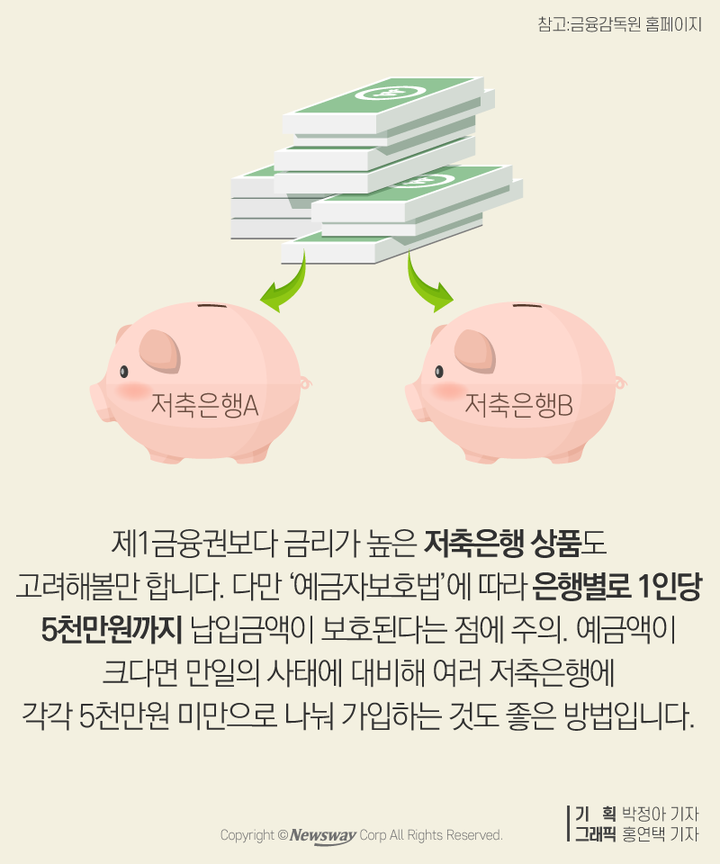 참고:금융감독원 홈페이지
저축은행A
저축은행B
제1금융권보다 금리가 높은 저축은행 상품도
고려해볼만 합니다. 다만 ‘예금자보호법’에 따라 은행별로 1인당
5천만원까지 납입금액이 보호된다는 점에 주의. 예금액이
크다면 만일의 사태에 대비해 여러 저축은행에
각각 5천만원 미만으로 나눠 가입하는 것도 좋은 방법입니다.
기 획 박정아 기자
그래픽 홍연택 기자
Copyright © Newsway Corp All Rights Reserved.